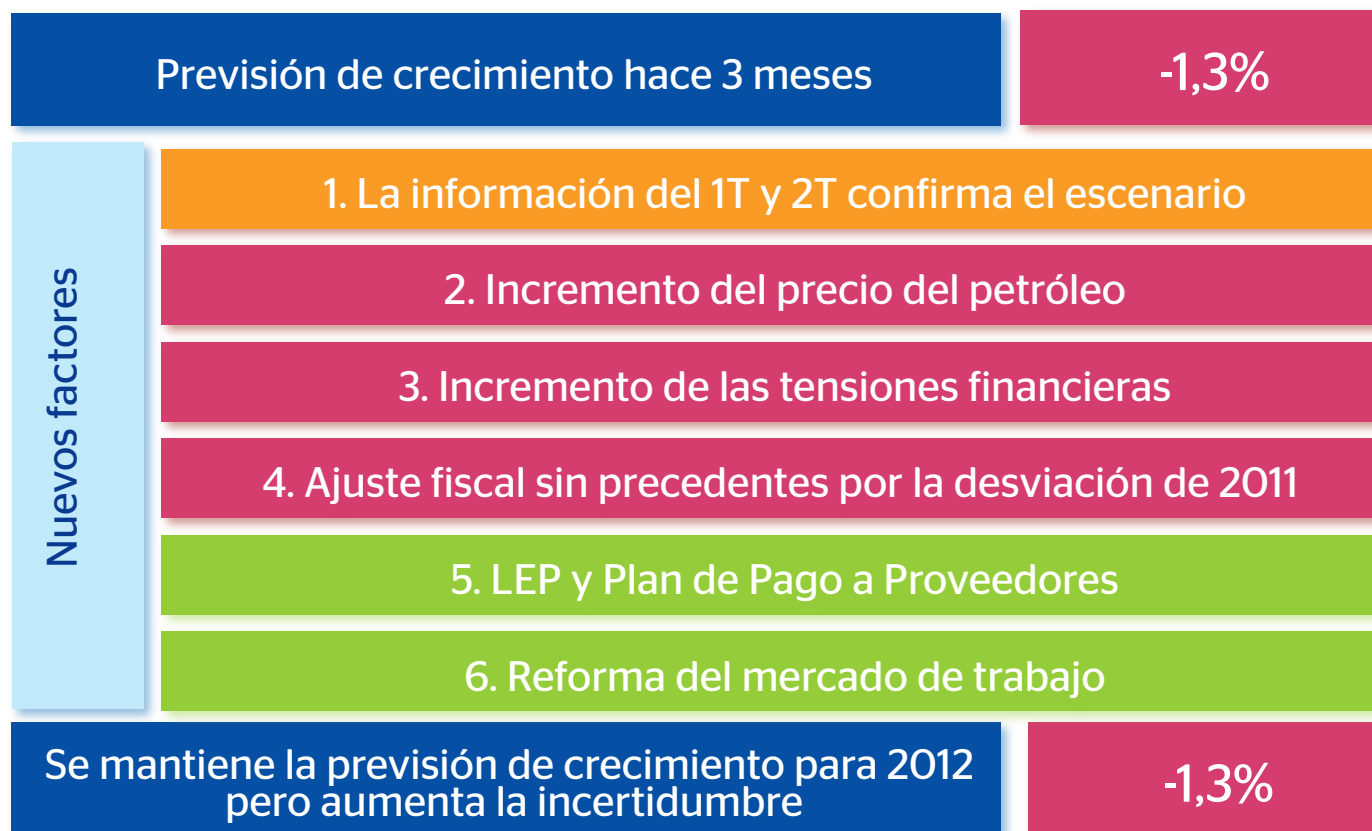 Previsión de crecimiento hace 3 meses
-1,3%
Nuevos factores
1. La información del 1T y 2T confirma el escenario
2. Incremento del precio del petróleo
3. Incremento de las tensiones financieras
4. Ajuste fiscal sin precedentes por la desviación de 2011
5. LEP y Plan de Pago a Proveedores
6. Reforma del mercado de trabajo
Se mantiene la previsión de crecimiento para 2012
pero aumenta la incertidumbre
-1,3%